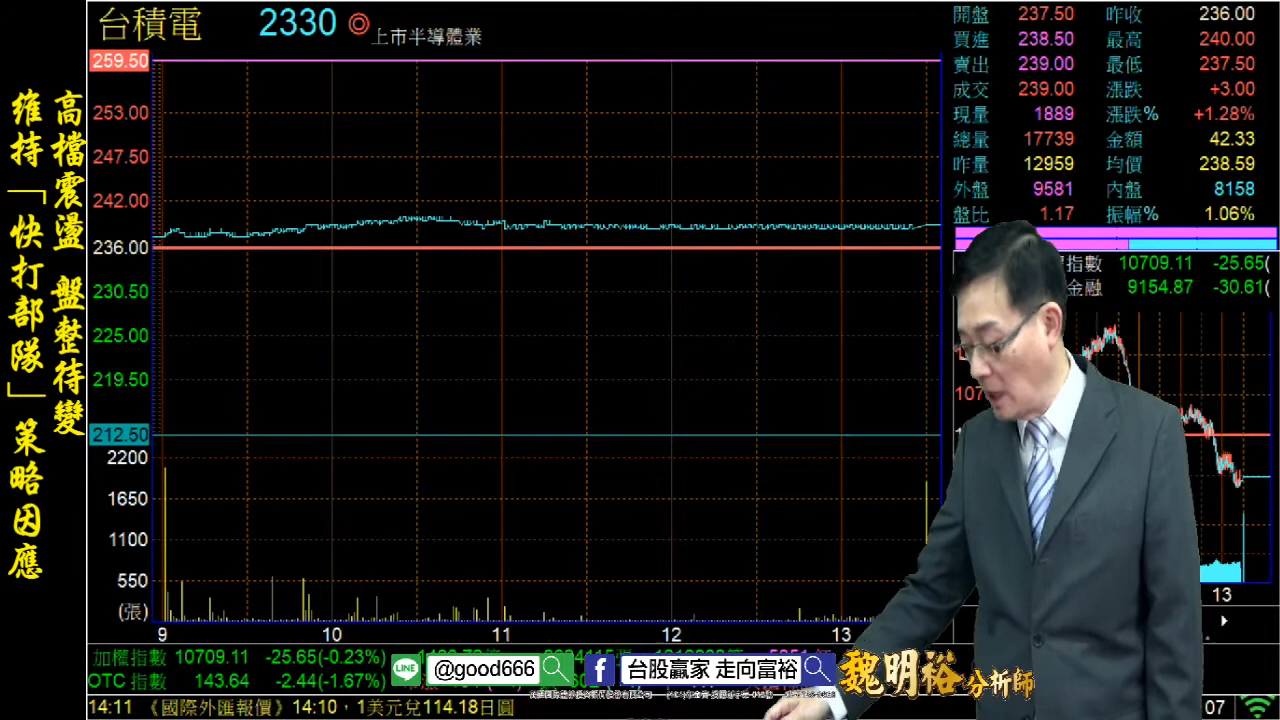 高檔震盪 盤整待變
維持「快打部隊」策略因應
台積電 2330 ◎ 上市半導體業
259.50
253.00
247.50
242.00
236.00
230.50
225.00
219.50
212.50
2200
1650
1100
550
(張)
9 10 11 12 13
開盤 237.50 昨收 236.00
買進 238.50 最高 240.00
賣出 239.00 最低 237.50
成交 239.00 漲跌 +3.00
現量 1889 漲跌% +1.28%
總量 17739 金額 42.33
昨量 12959 均價 238.59
外盤 9581 內盤 8158
盤比 1.17 振幅% 1.06%
指數 10709.11 -25.65(
金融 9154.87 -30.61(
107
13
加權指數 10709.11 -25.65(-0.23%)
OTC 指數 143.64 -2.44(-1.67%)
LINE @good666
f 台股贏家 走向富裕
魏明裕 分析師
14:11 《國際外匯報價》14:10，1美元兌114.18日圓
07